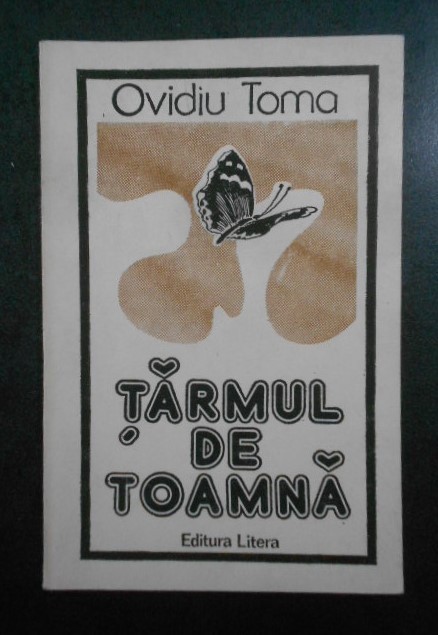 Ovidiu Toma
ȚĂRMUL
DE
TOAMNĂ
Editura Litera